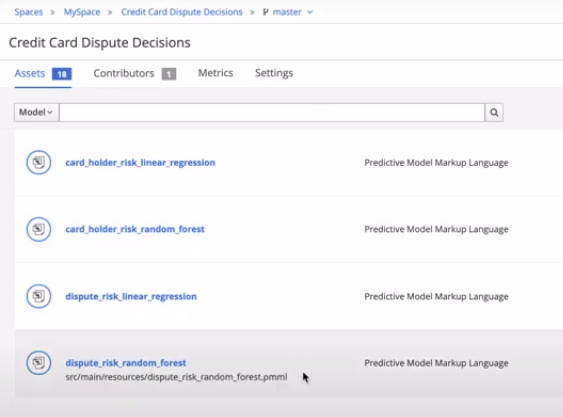 Spaces » MySpace » Credit Card Dispute Decisions » master
Credit Card Dispute Decisions
Assets 18 Contributors 1 Metrics Settings
Model
card_holder_risk_linear_regression Predictive Model Markup Language
card_holder_risk_random_forest Predictive Model Markup Language
dispute_risk_linear_regression Predictive Model Markup Language
dispute_risk_random_forest Predictive Model Markup Language
src/main/resources/dispute_risk_random_forest.pmml